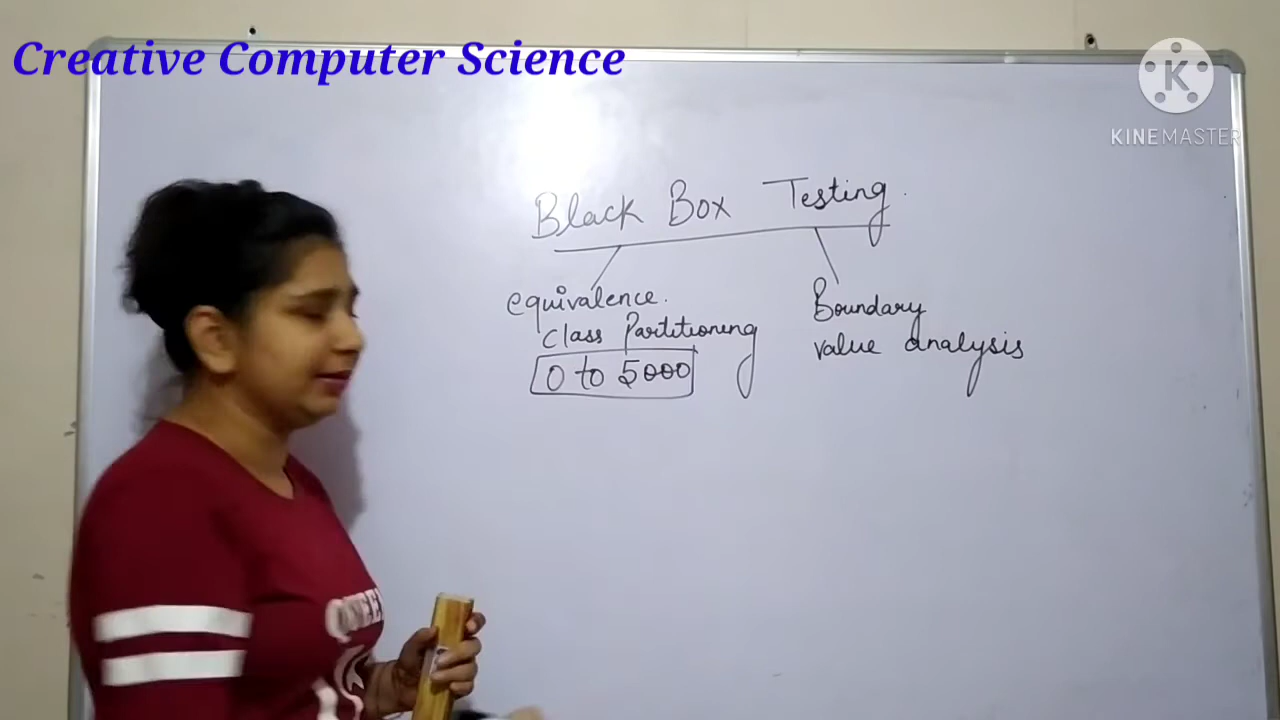 Creative Computer Science
K
KINEMASTER
Black Box Testing.
equivalence.
Class Partitioning
0 to 5000
Boundary
value analysis